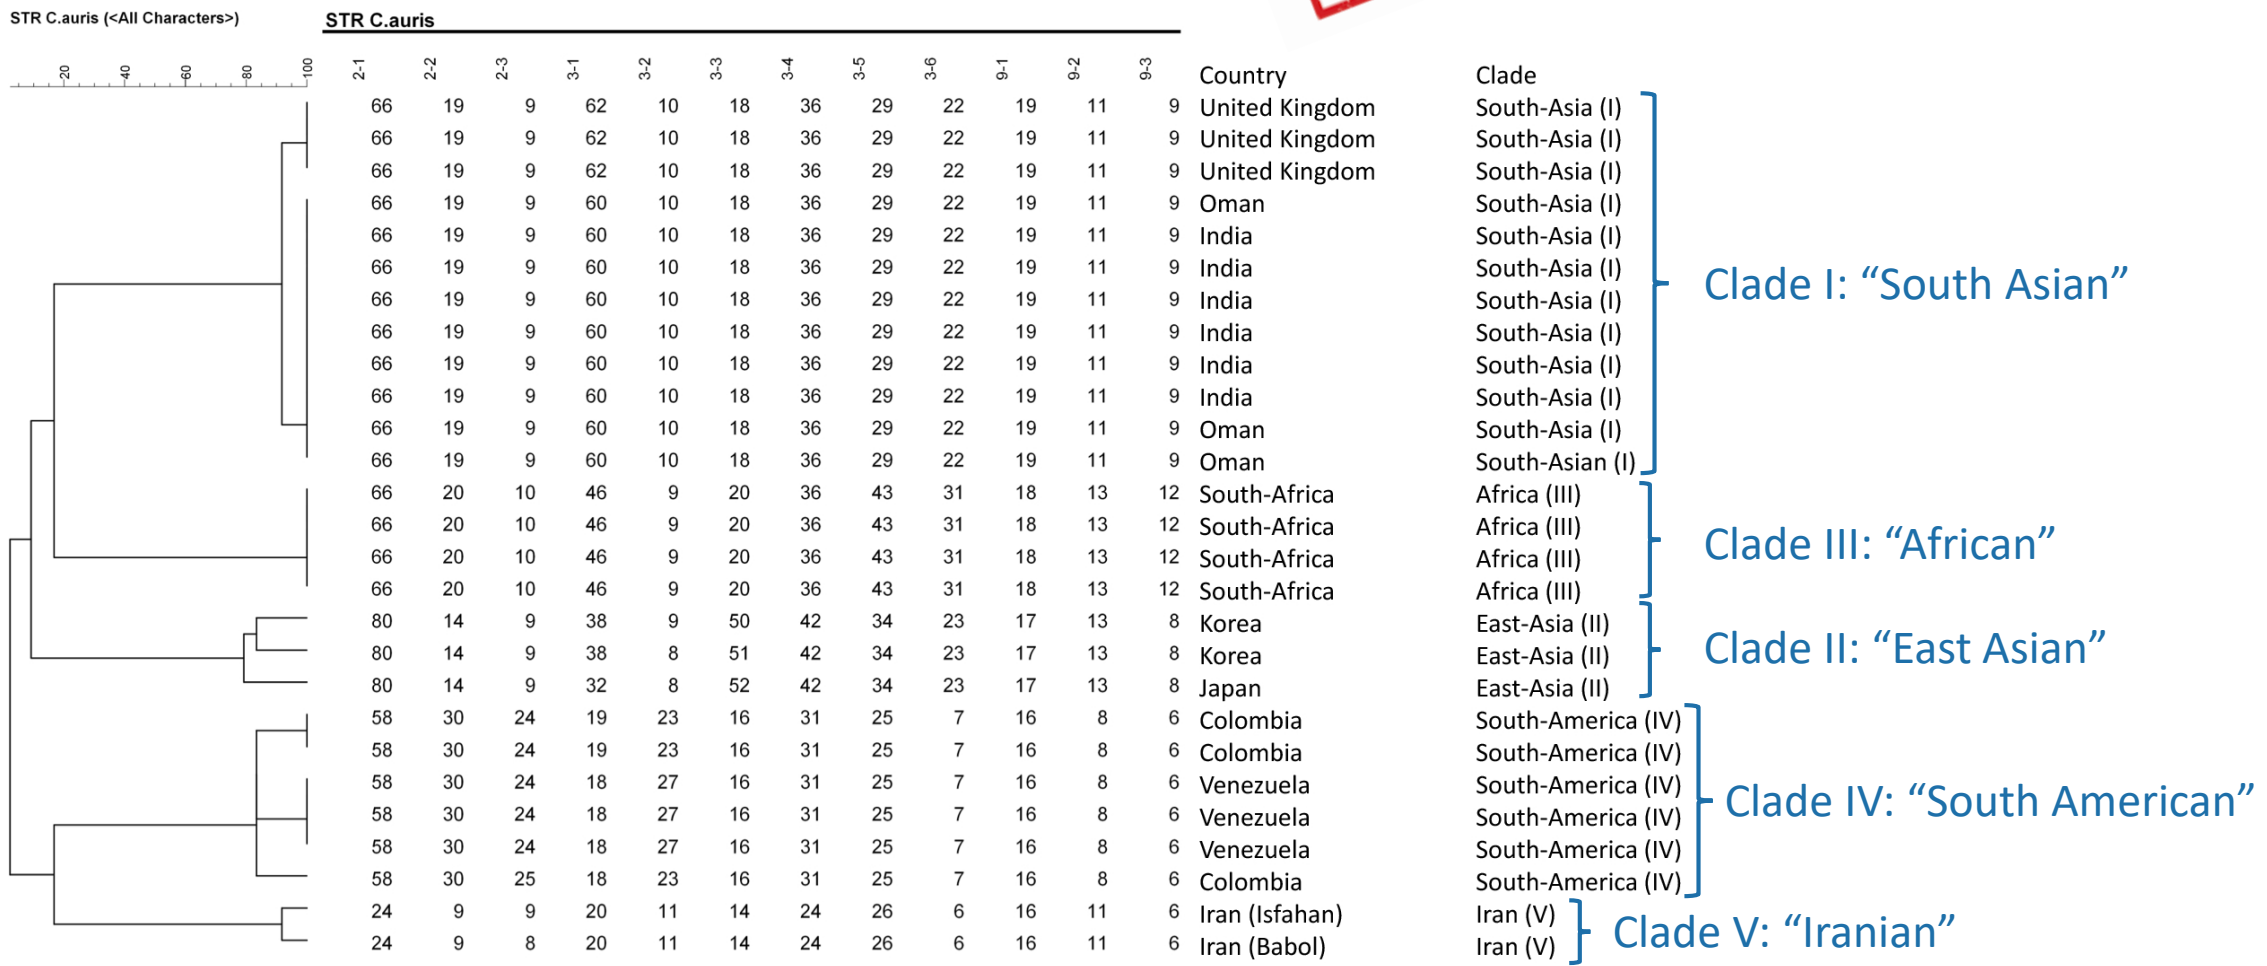 STR C.auris (<All Characters>)
STR C.auris
20 40 60 80 100 2-1 2-2 2-3 3-1 3-2 3-3 3-4 3-5 3-6 9-1 9-2 9-3 Country Clade
66 19 9 62 10 18 36 29 22 19 11 9 United Kingdom South-Asia (I)
66 19 9 62 10 18 36 29 22 19 11 9 United Kingdom South-Asia (I)
66 19 9 62 10 18 36 29 22 19 11 9 United Kingdom South-Asia (I)
66 19 9 60 10 18 36 29 22 19 11 9 Oman South-Asia (I)
66 19 9 60 10 18 36 29 22 19 11 9 India South-Asia (I)
66 19 9 60 10 18 36 29 22 19 11 9 India South-Asia (I)
Clade I: “South Asian”
66 19 9 60 10 18 36 29 22 19 11 9 India South-Asia (I)
66 19 9 60 10 18 36 29 22 19 11 9 India South-Asia (I)
66 19 9 60 10 18 36 29 22 19 11 9 India South-Asia (I)
66 19 9 60 10 18 36 29 22 19 11 9 India South-Asia (I)
66 19 9 60 10 18 36 29 22 19 11 9 Oman South-Asia (I)
66 19 9 60 10 18 36 29 22 19 11 9 Oman South-Asian (I)
66 20 10 46 9 20 36 43 31 18 13 12 South-Africa Africa (III)
66 20 10 46 9 20 36 43 31 18 13 12 South-Africa Africa (III)
Clade III: “African”
66 20 10 46 9 20 36 43 31 18 13 12 South-Africa Africa (III)
66 20 10 46 9 20 36 43 31 18 13 12 South-Africa Africa (III)
80 14 9 38 9 50 42 34 23 17 13 8 Korea East-Asia (II)
80 14 9 38 8 51 42 34 23 17 13 8 Korea East-Asia (II)
Clade II: “East Asian”
80 14 9 32 8 52 42 34 23 17 13 8 Japan East-Asia (II)
58 30 24 19 23 16 31 25 7 16 8 6 Colombia South-America (IV)
58 30 24 19 23 16 31 25 7 16 8 6 Colombia South-America (IV)
58 30 24 18 27 16 31 25 7 16 8 6 Venezuela South-America (IV)
Clade IV: “South American”
58 30 24 18 27 16 31 25 7 16 8 6 Venezuela South-America (IV)
58 30 24 18 27 16 31 25 7 16 8 6 Venezuela South-America (IV)
58 30 25 18 23 16 31 25 7 16 8 6 Colombia South-America (IV)
24 9 9 20 11 14 24 26 6 16 11 6 Iran (Isfahan) Iran (V)
Clade V: “Iranian”
24 9 8 20 11 14 24 26 6 16 11 6 Iran (Babol) Iran (V)